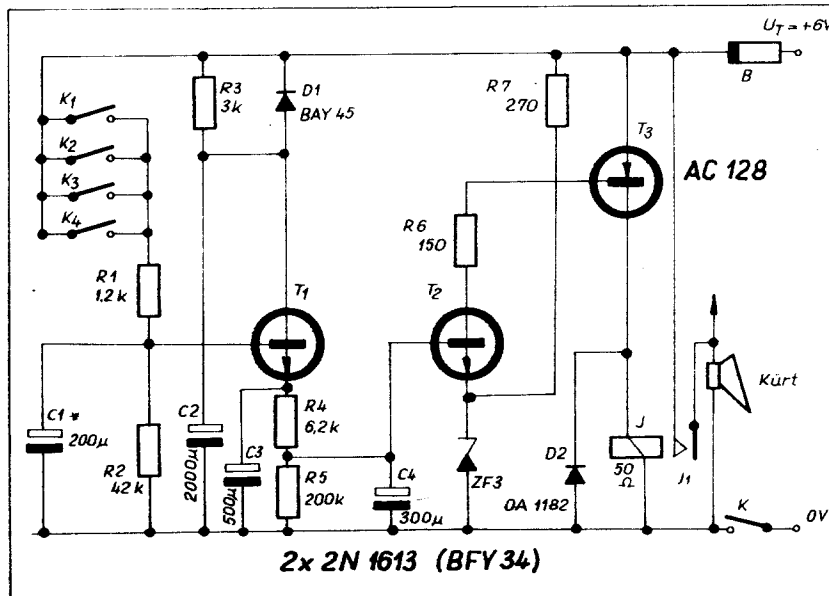 U_T = +6V
B
K1
K2
K3
K4
R3
3k
D1
BAY 45
R7
270
T3
AC 128
R1
1,2 k
T1
R6
150
T2
C1 *
200µ
R2
42 k
C2
2000µ
C3
500µ
R4
6,2k
R5
200k
C4
300µ
ZF3
D2
OA 1182
J
50
Ω
J1
Kürt
K
0V
2x 2N 1613 (BFY 34)